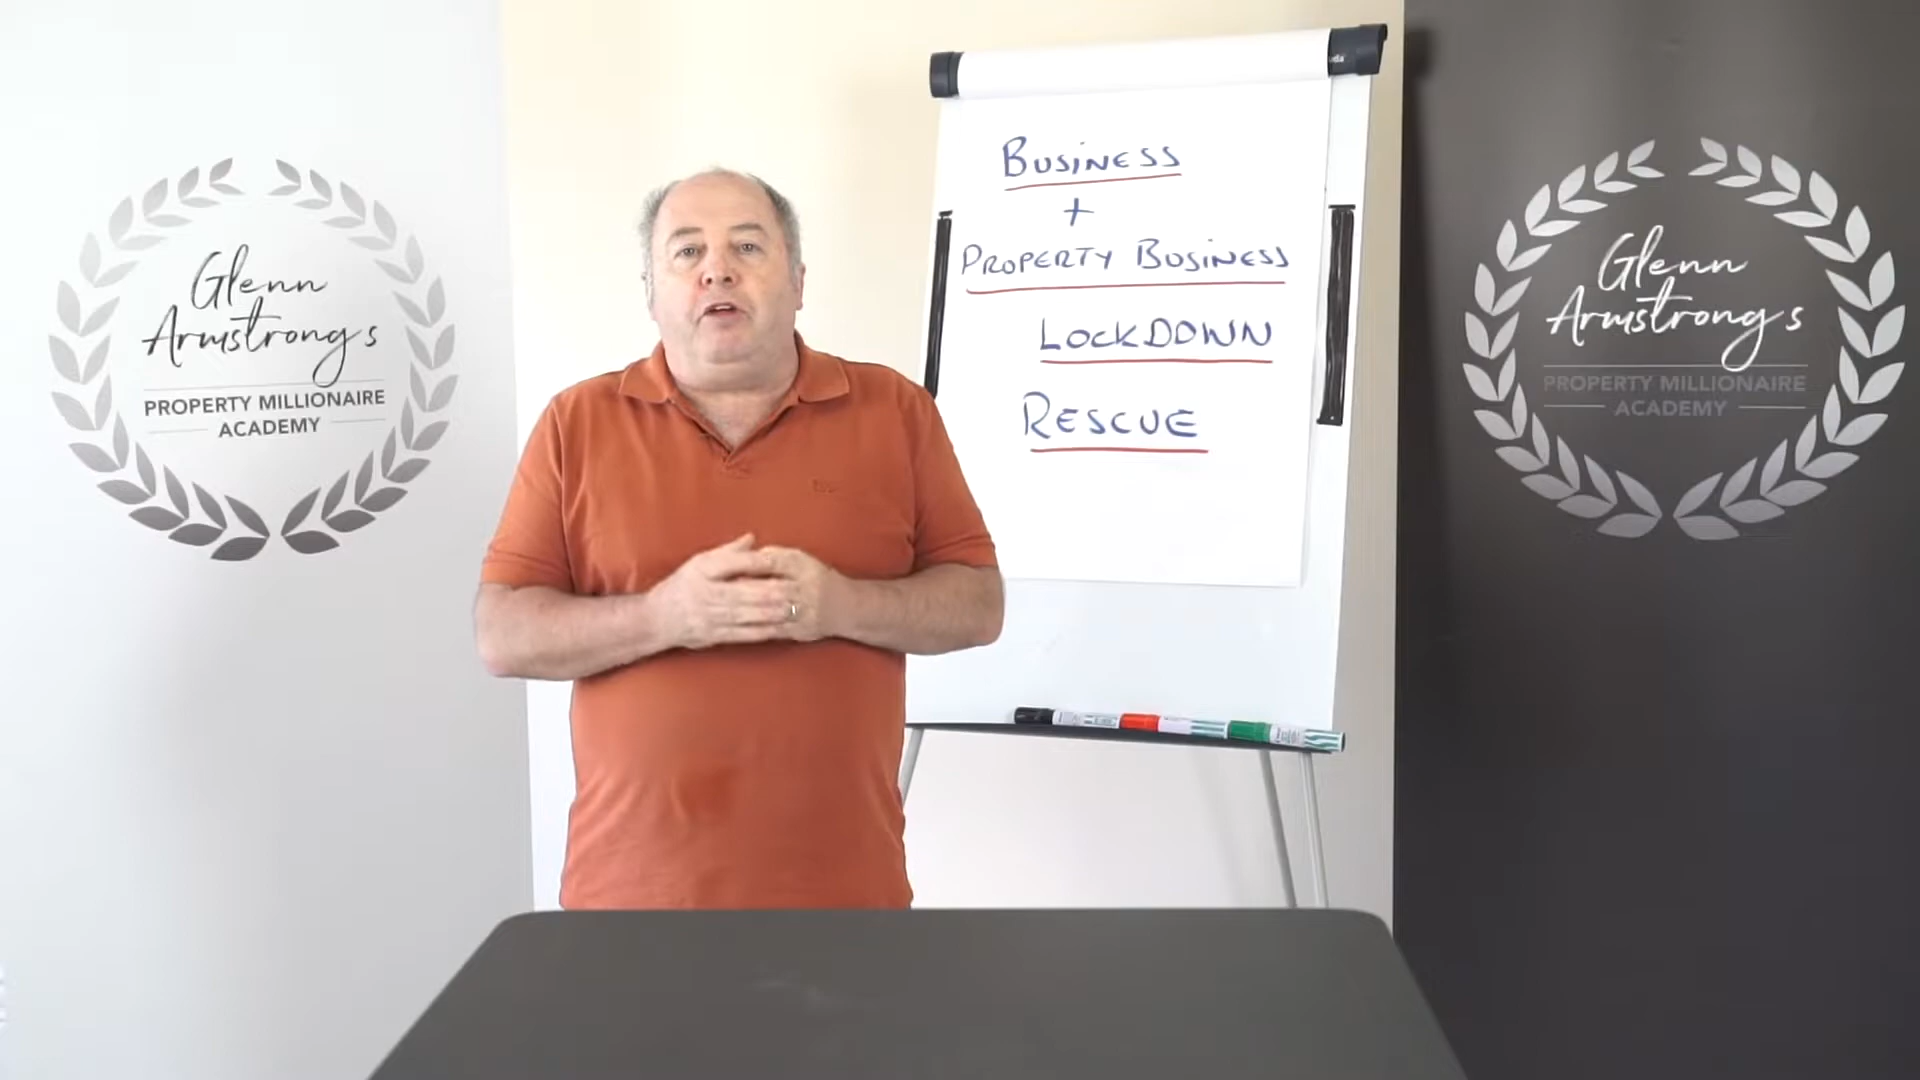 Glenn
Armstrong's
PROPERTY MILLIONAIRE
ACADEMY
BUSINESS
+
PROPERTY BUSINESS
LOCKDOWN
RESCUE
Glenn
Armstrong's
PROPERTY MILLIONAIRE
ACADEMY